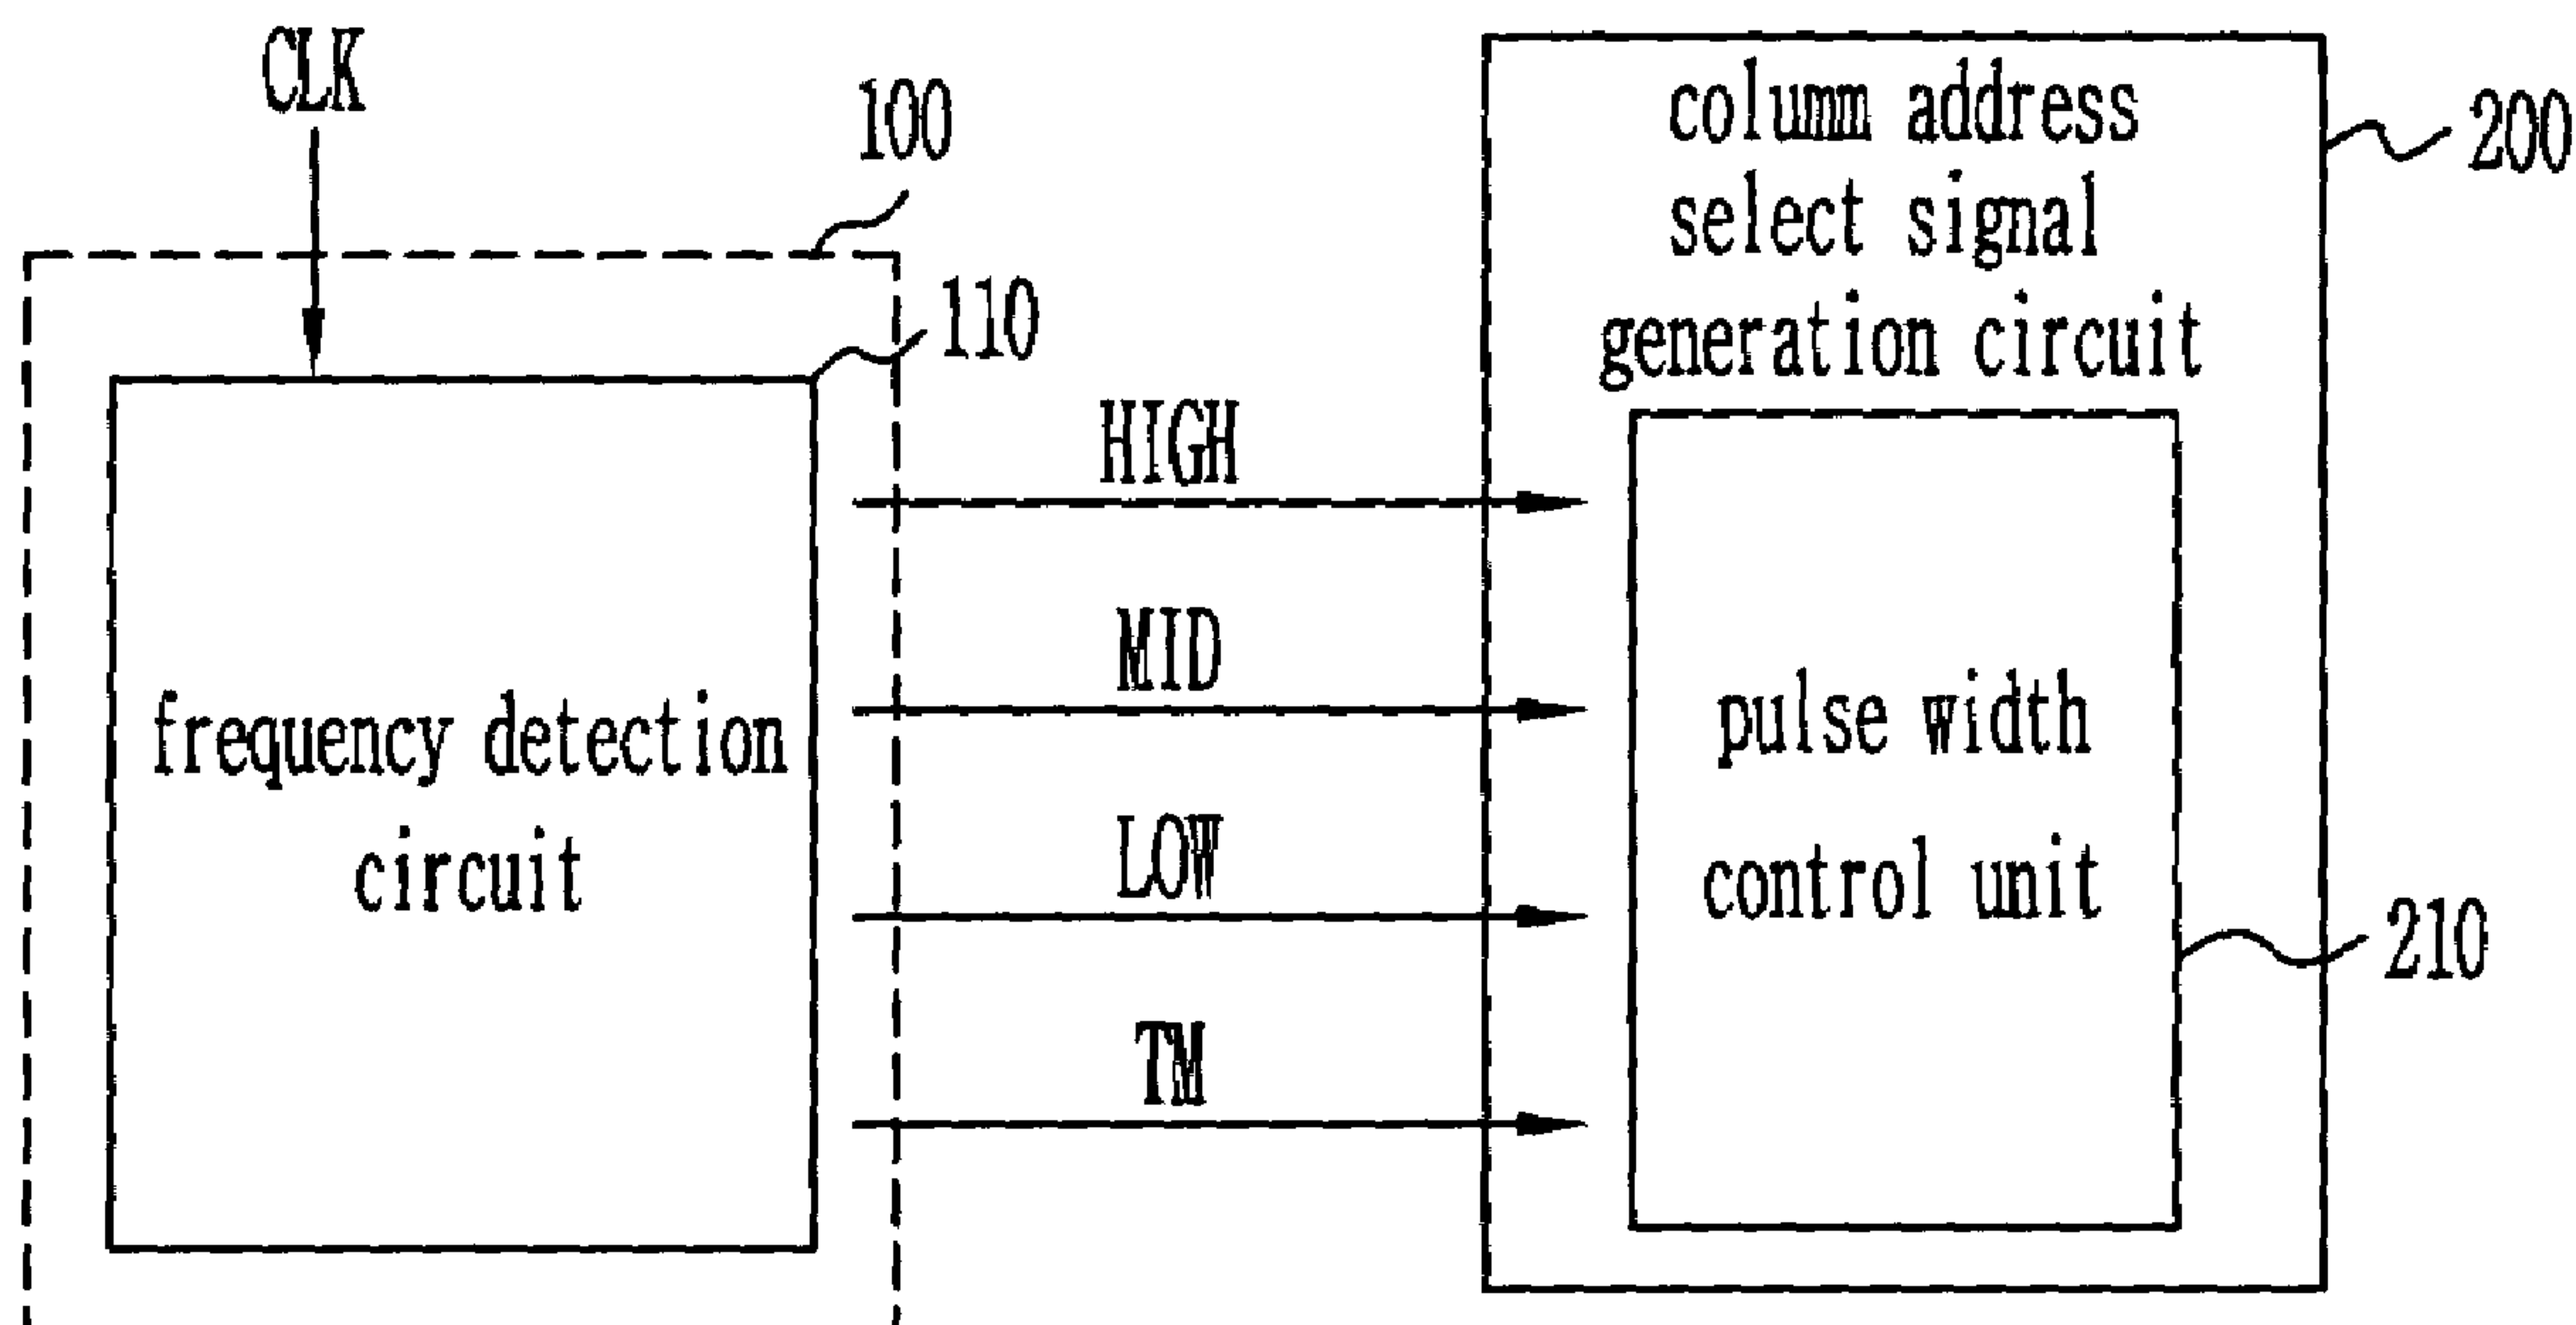 CLK
100
110
frequency detection
circuit
HIGH
MID
LOW
TM
columm address
select signal
generation circuit
200
pulse width
control unit
210